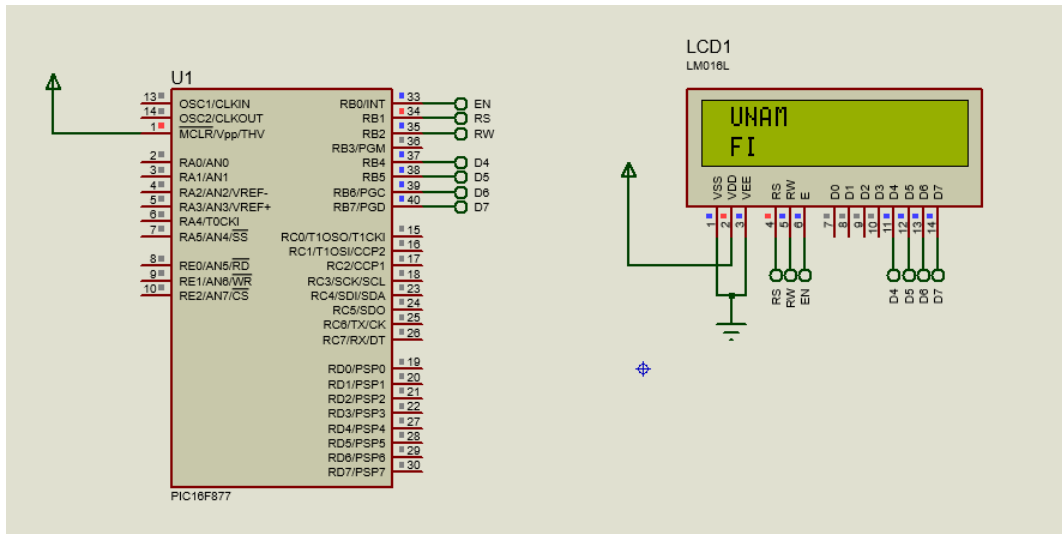 U1
13 OSC1/CLKIN
14 OSC2/CLKOUT
1 MCLR/Vpp/THV
2 RA0/AN0
3 RA1/AN1
4 RA2/AN2/VREF-
5 RA3/AN3/VREF+
6 RA4/T0CKI
7 RA5/AN4/SS
8 RE0/AN5/RD
9 RE1/AN6/WR
10 RE2/AN7/CS
RB0/INT 33 EN
RB1 34 RS
RB2 35 RW
RB3/PGM 36
RB4 37 D4
RB5 38 D5
RB6/PGC 39 D6
RB7/PGD 40 D7
RC0/T1OSO/T1CKI 15
RC1/T1OSI/CCP2 16
RC2/CCP1 17
RC3/SCK/SCL 18
RC4/SDI/SDA 23
RC5/SDO 24
RC6/TX/CK 25
RC7/RX/DT 26
RD0/PSP0 19
RD1/PSP1 20
RD2/PSP2 21
RD3/PSP3 22
RD4/PSP4 27
RD5/PSP5 28
RD6/PSP6 29
RD7/PSP7 30
PIC16F877
LCD1
LM016L
UNAM
FI
VSS VDD VEE RS RW E D0 D1 D2 D3 D4 D5 D6 D7
1 2 3 4 5 6 7 8 9 10 11 12 13 14
RS RW EN D4 D5 D6 D7